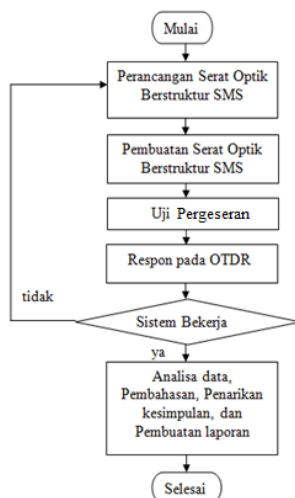 Mulai
Perancangan Serat Optik
Berstruktur SMS
Pembuatan Serat Optik
Berstruktur SMS
Uji Pergeseran
Respon pada OTDR
tidak
Sistem Bekerja
ya
Analisa data,
Pembahasan, Penarikan
kesimpulan, dan
Pembuatan laporan
Selesai